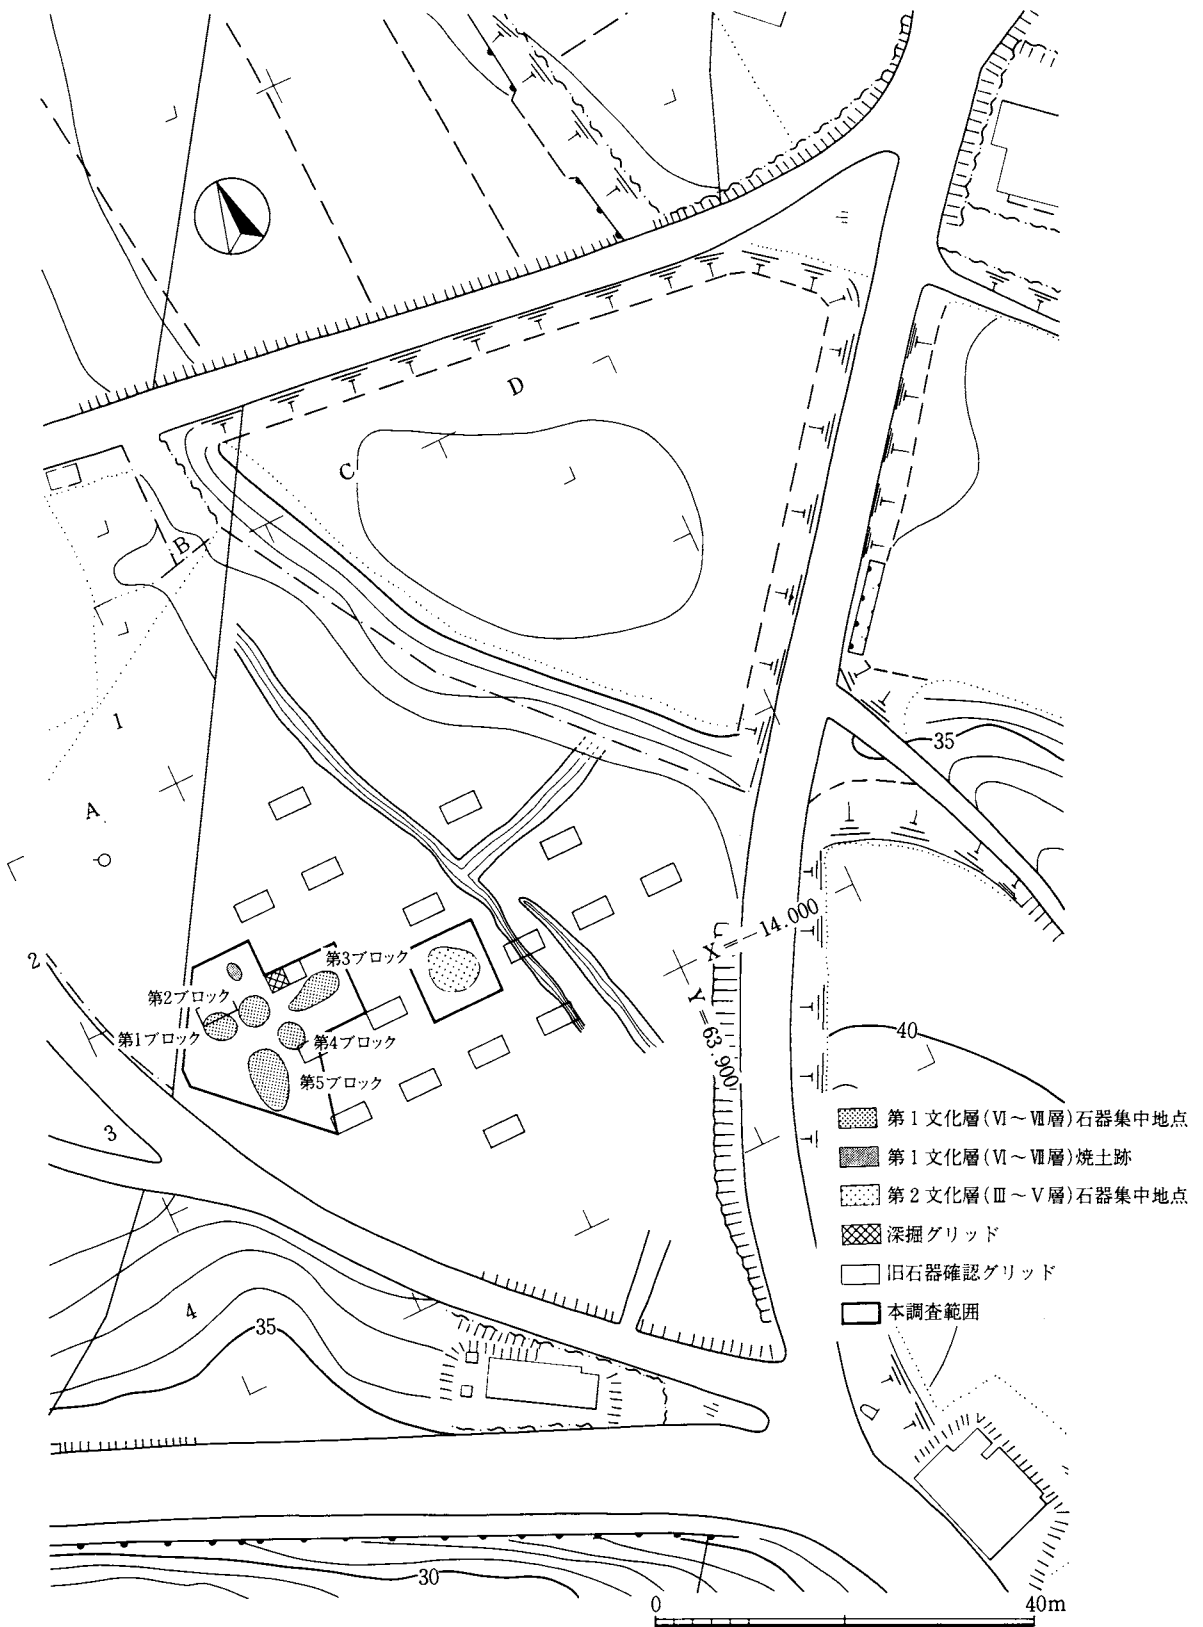 D
C
B
1
A
35
2
X=-14.000
Y=63.900
第3ブロック
第2ブロック
第1ブロック
第4ブロック
第5ブロック
40
3
第1文化層(Ⅵ～Ⅶ層)石器集中地点
第1文化層(Ⅵ～Ⅶ層)焼土跡
第2文化層(Ⅲ～Ⅴ層)石器集中地点
深掘グリッド
旧石器確認グリッド
本調査範囲
4
35
30
0 40m